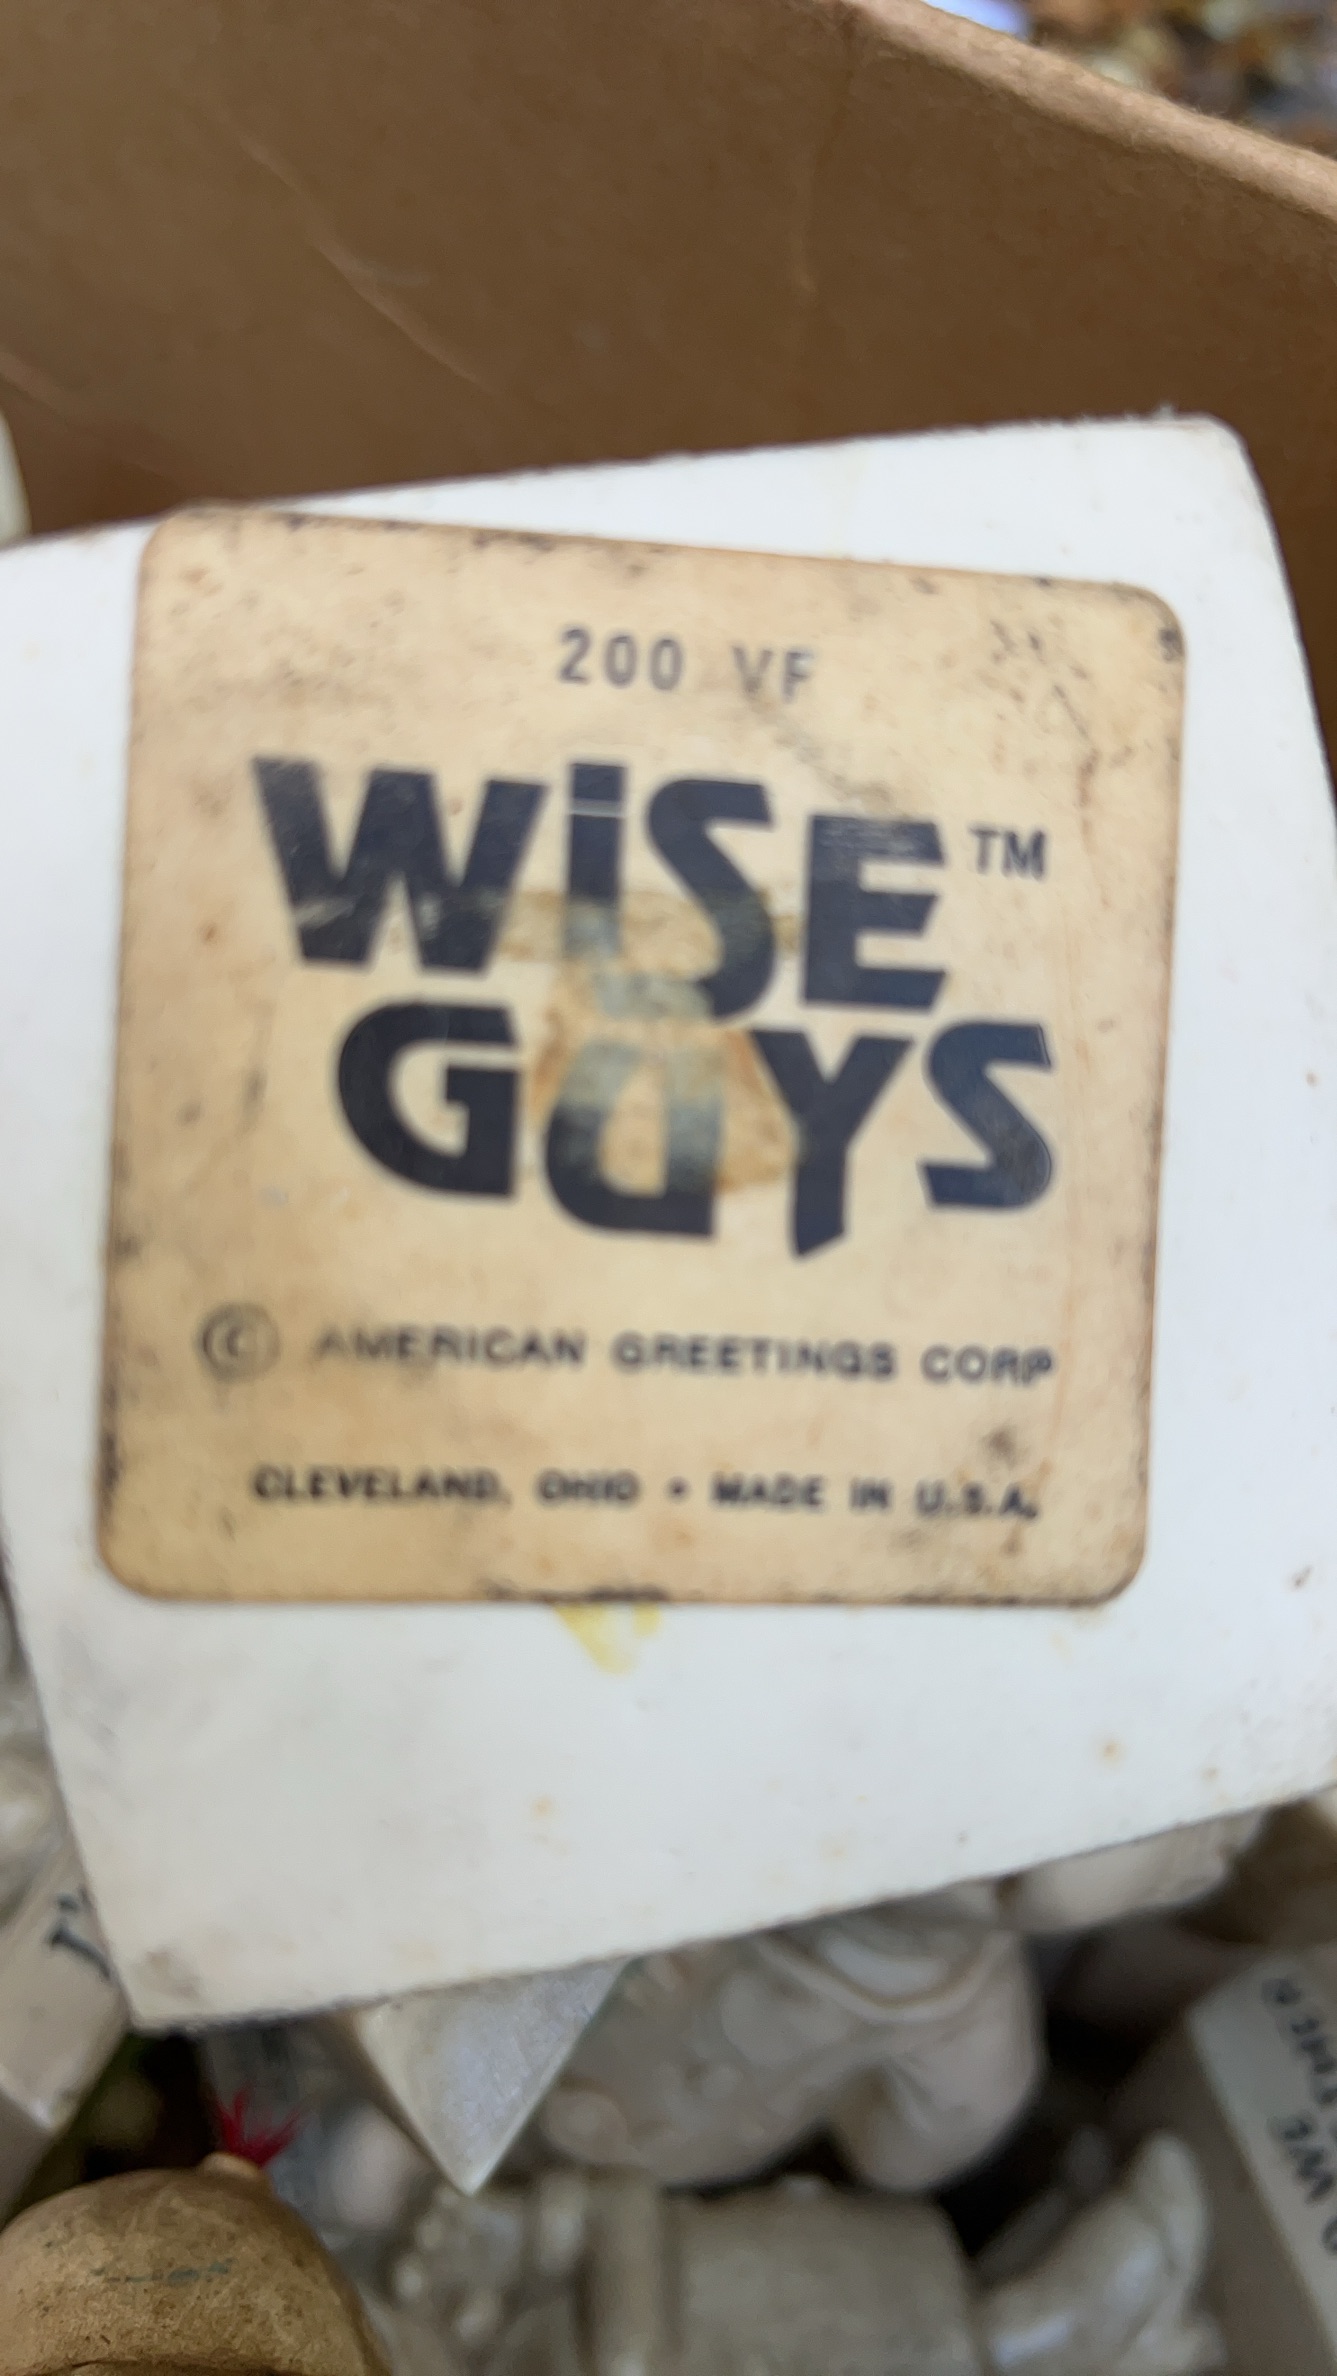 200 VF
WiSE™
GUYS
© AMERICAN GREETINGS CORP
CLEVELAND, OHIO • MADE IN U.S.A.